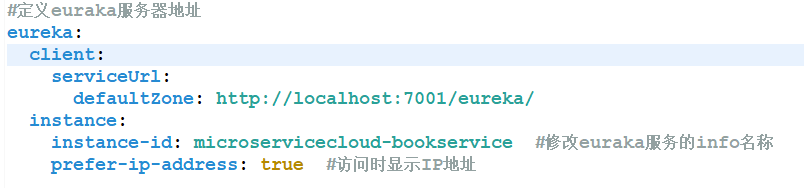 #定义euraka服务器地址
eureka:
  client:
    serviceUrl:
      defaultZone: http://localhost:7001/eureka/
  instance:
    instance-id: microservicecloud-bookservice  #修改euraka服务的info名称
    prefer-ip-address: true  #访问时显示IP地址